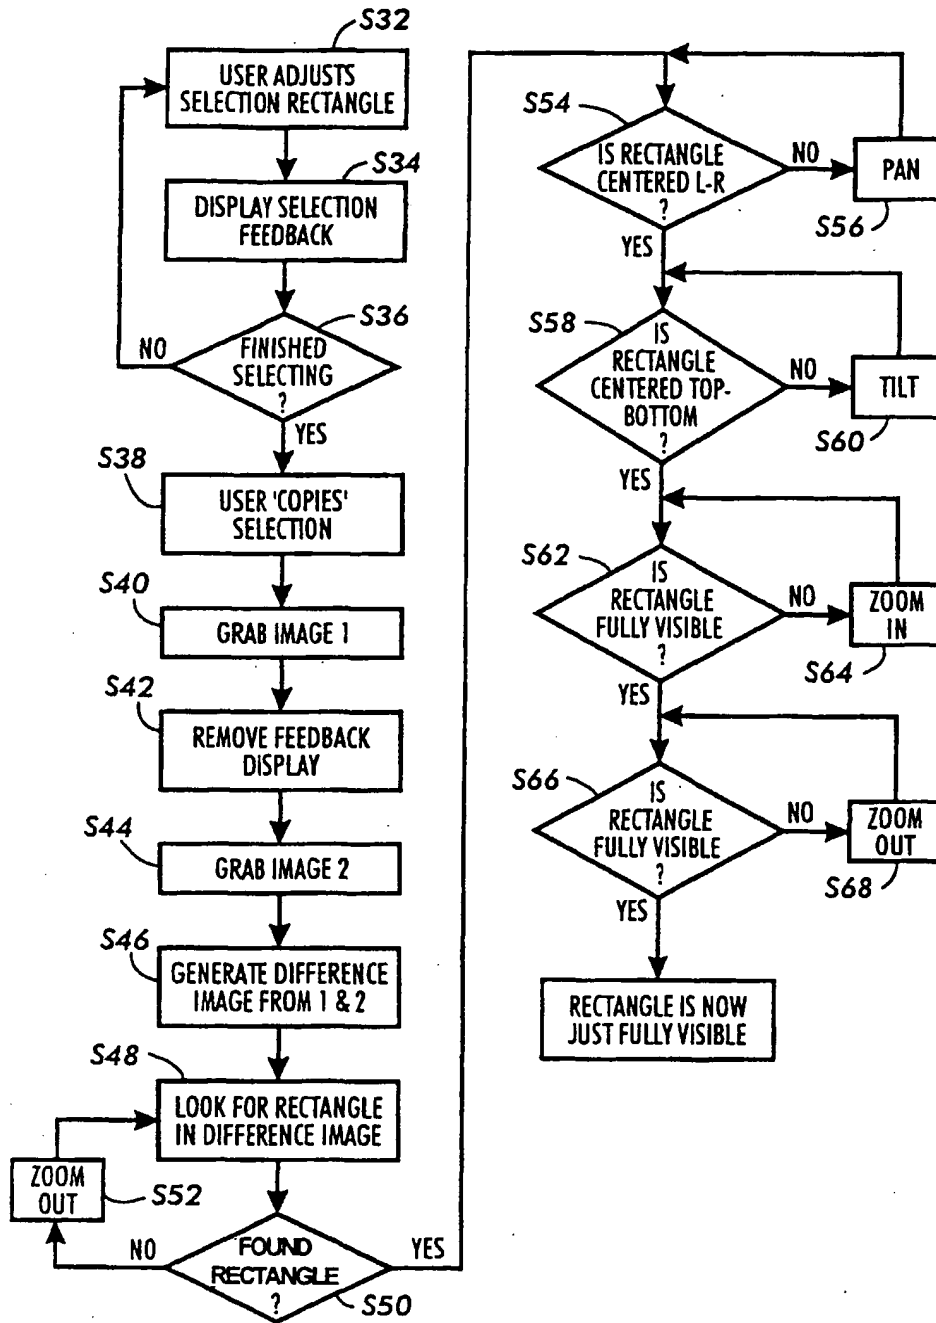 S32
USER ADJUSTS
SELECTION RECTANGLE
S34
DISPLAY SELECTION
FEEDBACK
S36
FINISHED
SELECTING
?
NO
YES
S38
USER 'COPIES'
SELECTION
S40
GRAB IMAGE 1
S42
REMOVE FEEDBACK
DISPLAY
S44
GRAB IMAGE 2
S46
GENERATE DIFFERENCE
IMAGE FROM 1 & 2
S48
LOOK FOR RECTANGLE
IN DIFFERENCE IMAGE
ZOOM
OUT
S52
NO
FOUND
RECTANGLE
?
YES
S50
S54
IS RECTANGLE
CENTERED L-R
?
NO
PAN
S56
YES
S58
IS
RECTANGLE
CENTERED TOP-
BOTTOM
?
NO
TILT
S60
YES
S62
IS
RECTANGLE
FULLY VISIBLE
?
NO
ZOOM
IN
S64
YES
S66
IS
RECTANGLE
FULLY VISIBLE
?
NO
ZOOM
OUT
S68
YES
RECTANGLE IS NOW
JUST FULLY VISIBLE